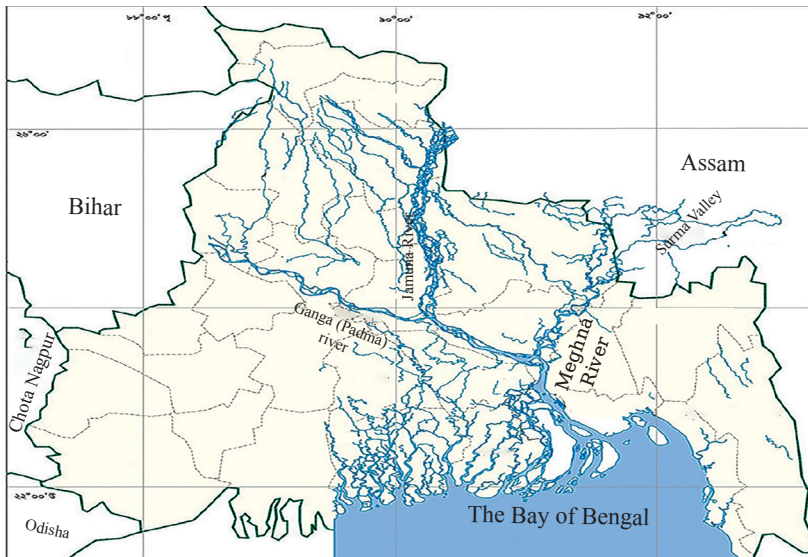 Assam
Bihar
Surma Valley
Jamuna River
Ganga (Padma)
river
Meghna
River
Chota Nagpur
The Bay of Bengal
Odisha